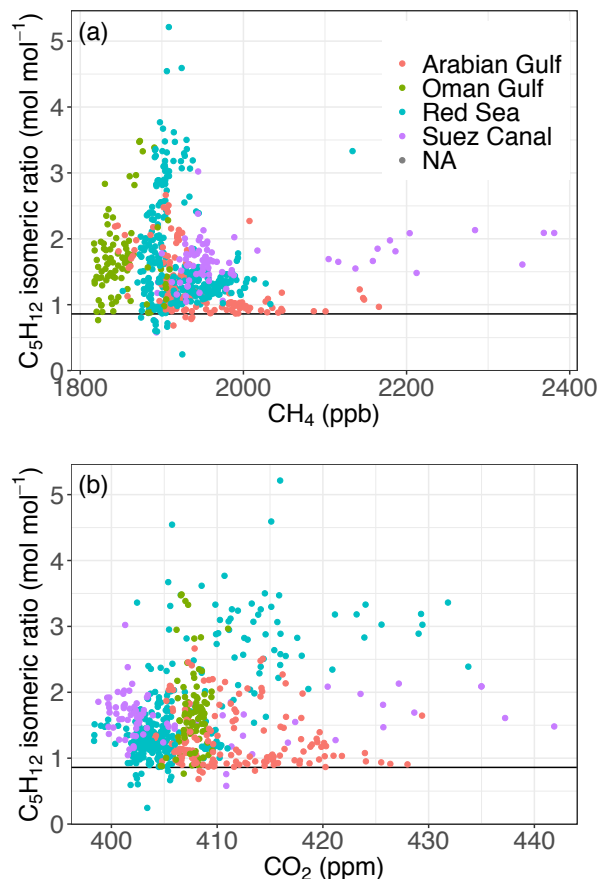 (a)
C₅H₁₂ isomeric ratio (mol mol⁻¹)
5
4
3
2
1
0
Arabian Gulf
Oman Gulf
Red Sea
Suez Canal
NA
1800 2000 2200 2400
CH₄ (ppb)
(b)
C₅H₁₂ isomeric ratio (mol mol⁻¹)
5
4
3
2
1
0
400 410 420 430 440
CO₂ (ppm)